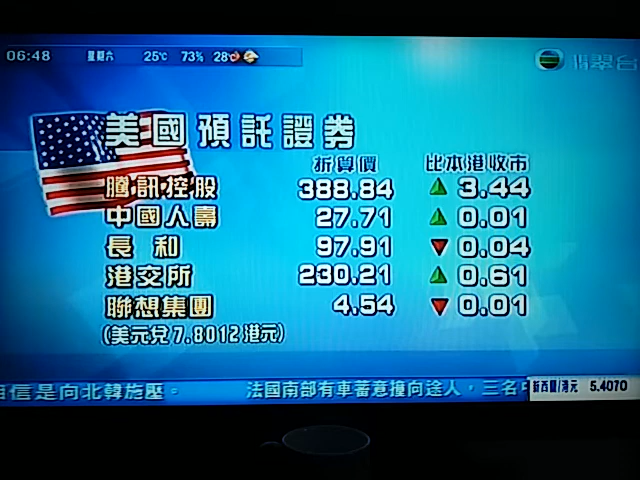 06:48 星期六 25℃ 73% 28
翡翠台
美國預託證券
折算價 比本港收市
騰訊控股 388.84 ▲ 3.44
中國人壽 27.71 ▲ 0.01
長和 97.91 ▼ 0.04
港交所 230.21 ▲ 0.61
聯想集團 4.54 ▼ 0.01
(美元兌7.8012港元)
信是向北韓施壓。 法國南部有車蓄意撞向途人，三名 新西蘭/港元 5.4070